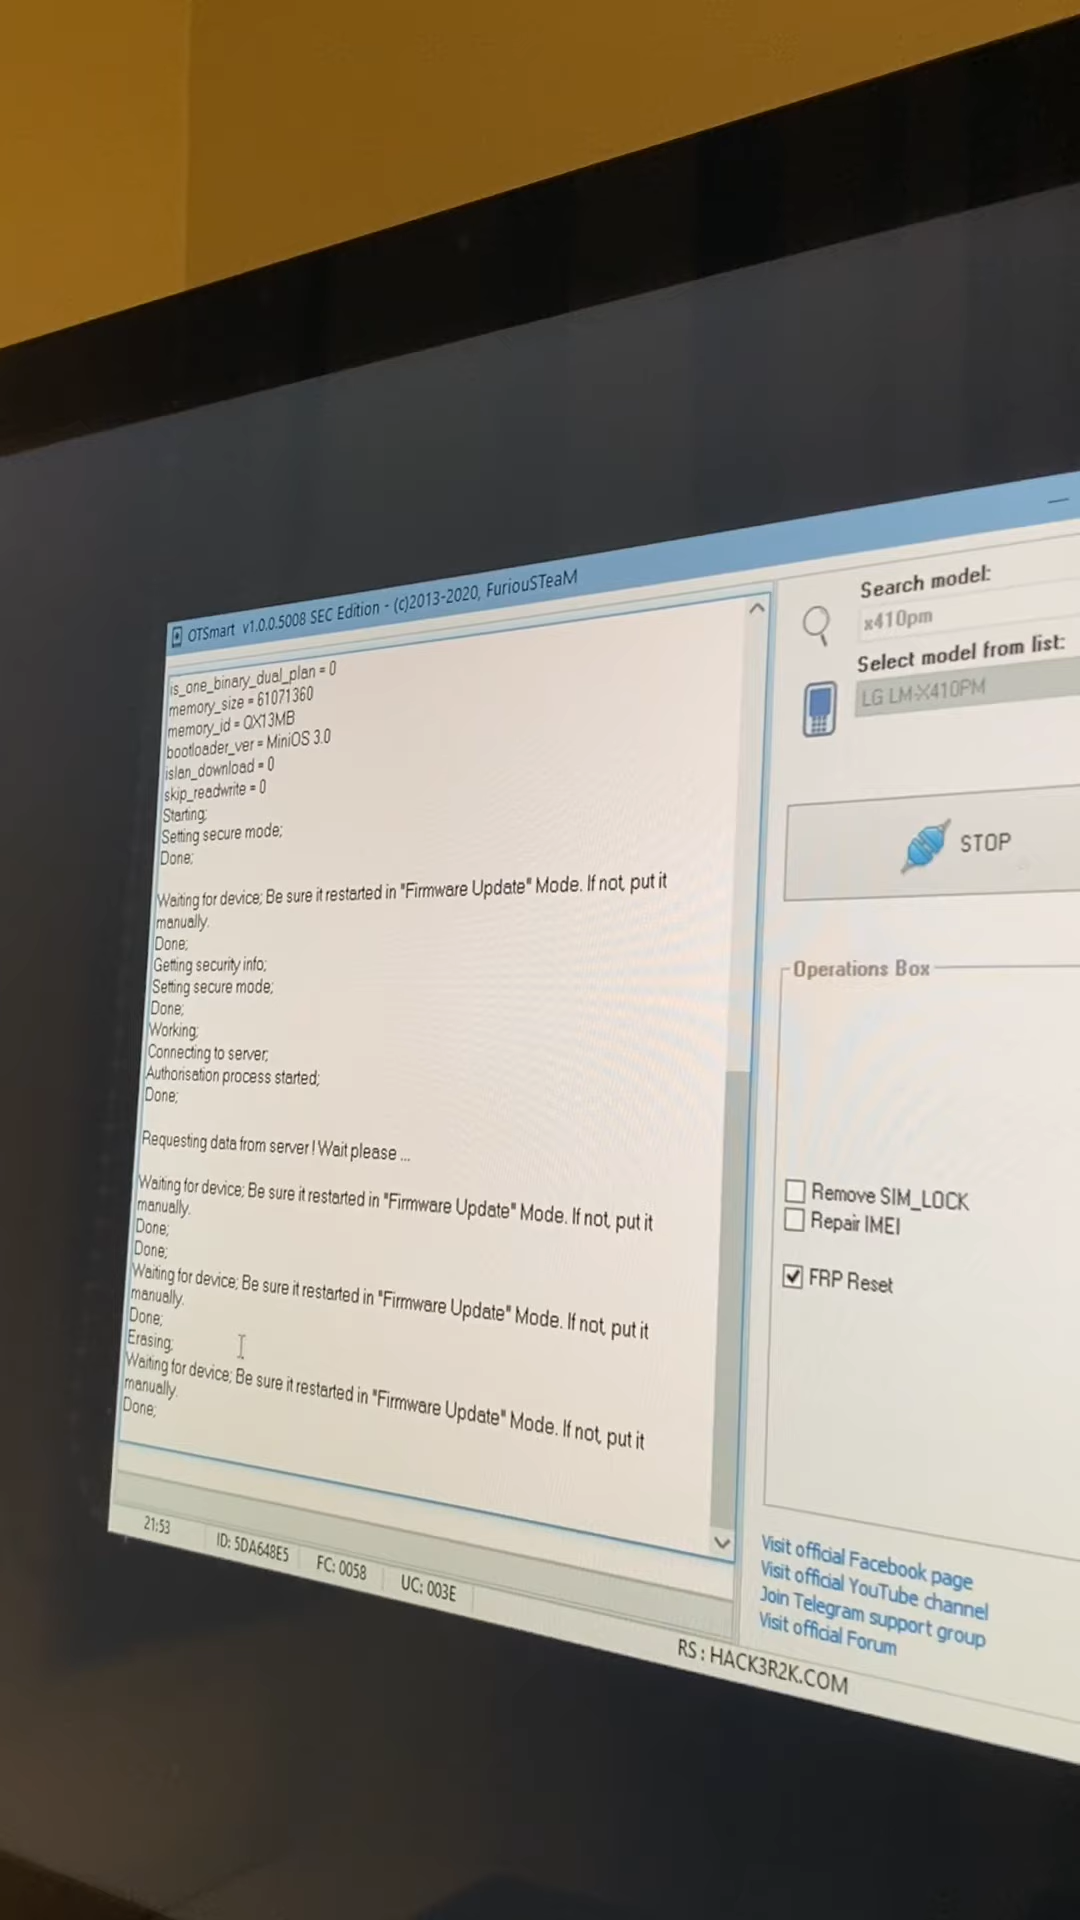 OTSmart v1.0.0.5008 SEC Edition - (c)2013-2020, FuriouSTeaM
is_one_binary_dual_plan = 0
memory_size = 61071360
memory_id = QX13MB
bootloader_ver = MiniOS 3.0
islan_download = 0
skip_readwrite = 0
Starting;
Setting secure mode;
Done;
Waiting for device; Be sure it restarted in "Firmware Update" Mode. If not, put it
manually.
Done;
Getting security info;
Setting secure mode;
Done;
Working;
Connecting to server;
Authorisation process started;
Done;
Requesting data from server ! Wait please ...
Waiting for device; Be sure it restarted in "Firmware Update" Mode. If not, put it
manually.
Done;
Done;
Waiting for device; Be sure it restarted in "Firmware Update" Mode. If not, put it
manually.
Done;
Erasing;
Waiting for device; Be sure it restarted in "Firmware Update" Mode. If not, put it
manually.
Done;
21:53 ID: 5DA648E5 FC: 0058 UC: 003E
Search model:
x410pm
Select model from list:
LG LM-X410PM
STOP
Operations Box
Remove SIM_LOCK
Repair IMEI
FRP Reset
Visit official Facebook page
Visit official YouTube channel
Join Telegram support group
Visit official Forum
RS : HACK3R2K.COM